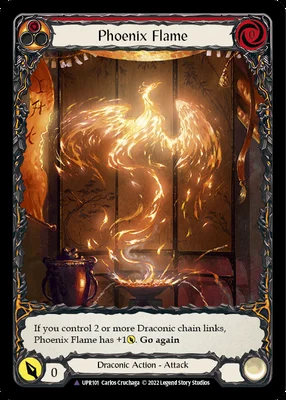 Phoenix Flame
If you control 2 or more Draconic chain links,
Phoenix Flame has +1. Go again
0
Draconic Action - Attack
UPR101 Carlos Cruchaga © 2022 Legend Story Studios